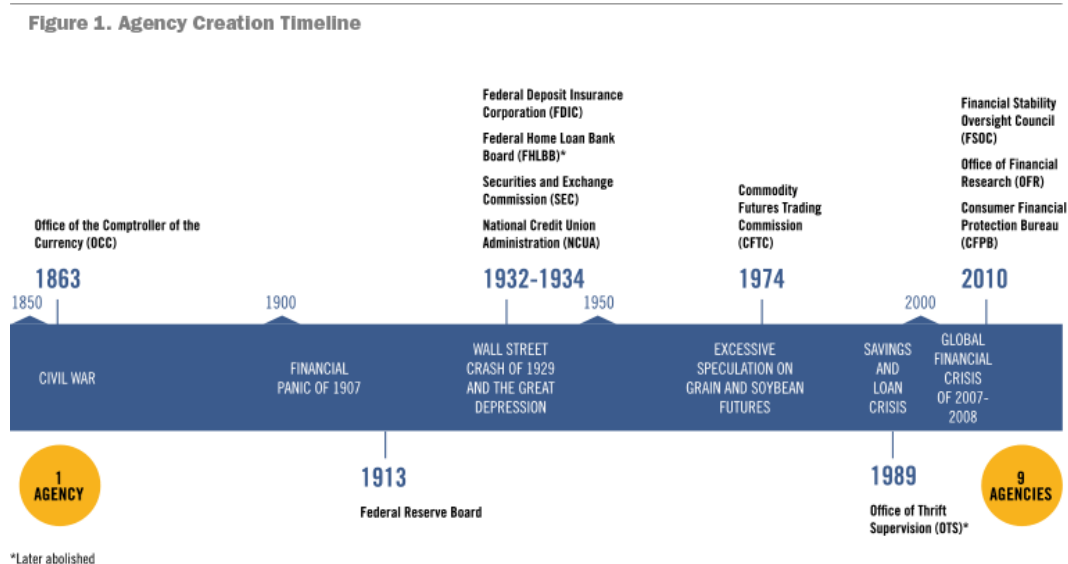 Figure 1. Agency Creation Timeline
Federal Deposit Insurance
Corporation (FDIC)
Federal Home Loan Bank
Board (FHLBB)*
Securities and Exchange
Commission (SEC)
National Credit Union
Administration (NCUA)
Financial Stability
Oversight Council
(FSOC)
Office of Financial
Research (OFR)
Consumer Financial
Protection Bureau
(CFPB)
Commodity
Futures Trading
Commission
(CFTC)
Office of the Comptroller of the
Currency (OCC)
1863
1932-1934
1974
2010
1850
1900
1950
2000
CIVIL WAR
FINANCIAL
PANIC OF 1907
WALL STREET
CRASH OF 1929
AND THE GREAT
DEPRESSION
EXCESSIVE
SPECULATION ON
GRAIN AND SOYBEAN
FUTURES
SAVINGS
AND
LOAN
CRISIS
GLOBAL
FINANCIAL
CRISIS
OF 2007-
2008
1
AGENCY
1913
Federal Reserve Board
1989
Office of Thrift
Supervision (OTS)*
9
AGENCIES
*Later abolished